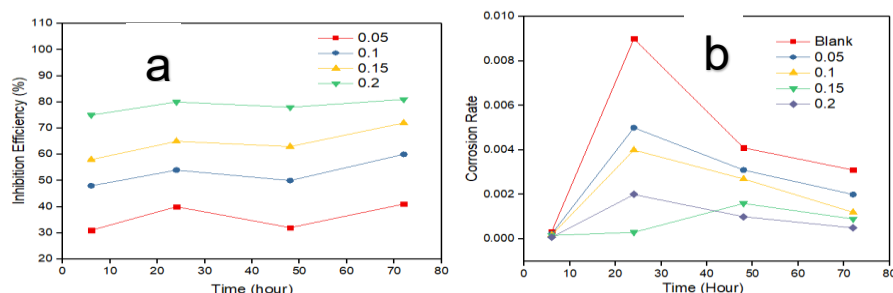 a
0.05
0.1
0.15
0.2
Iniibition Efficiency (%)
110
100
90
80
70
60
50
40
30
20
0 10 20 30 40 50 60 70 80
Time (hour)
b
Blank
0.05
0.1
0.15
0.2
Corrosion Rate
0.010
0.008
0.006
0.004
0.002
0.000
0 10 20 30 40 50 60 70 80
Time (Hour)